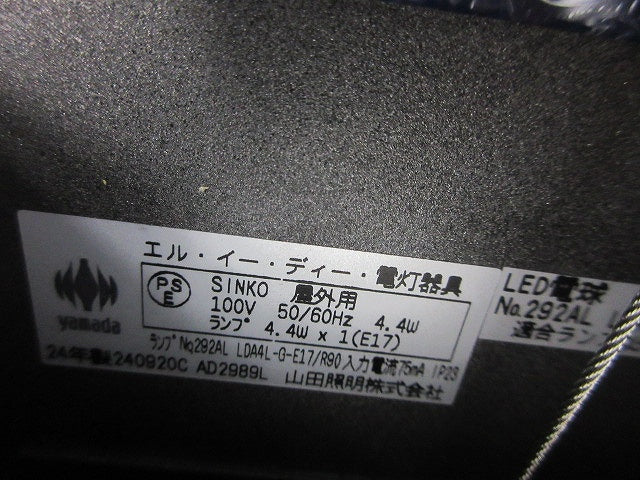 エル・イー・ディー・電灯器具
PSE SINKO 屋外用
100V 50/60Hz 4.4W
ランプ 4.4W x 1(E17)
ランプNo.292AL LDA4L-G-E17/R90 入力電流75mA IP23
24年製 240920C AD2989L 山田照明株式会社
yamada
LED電球
No.292AL
適合ラン